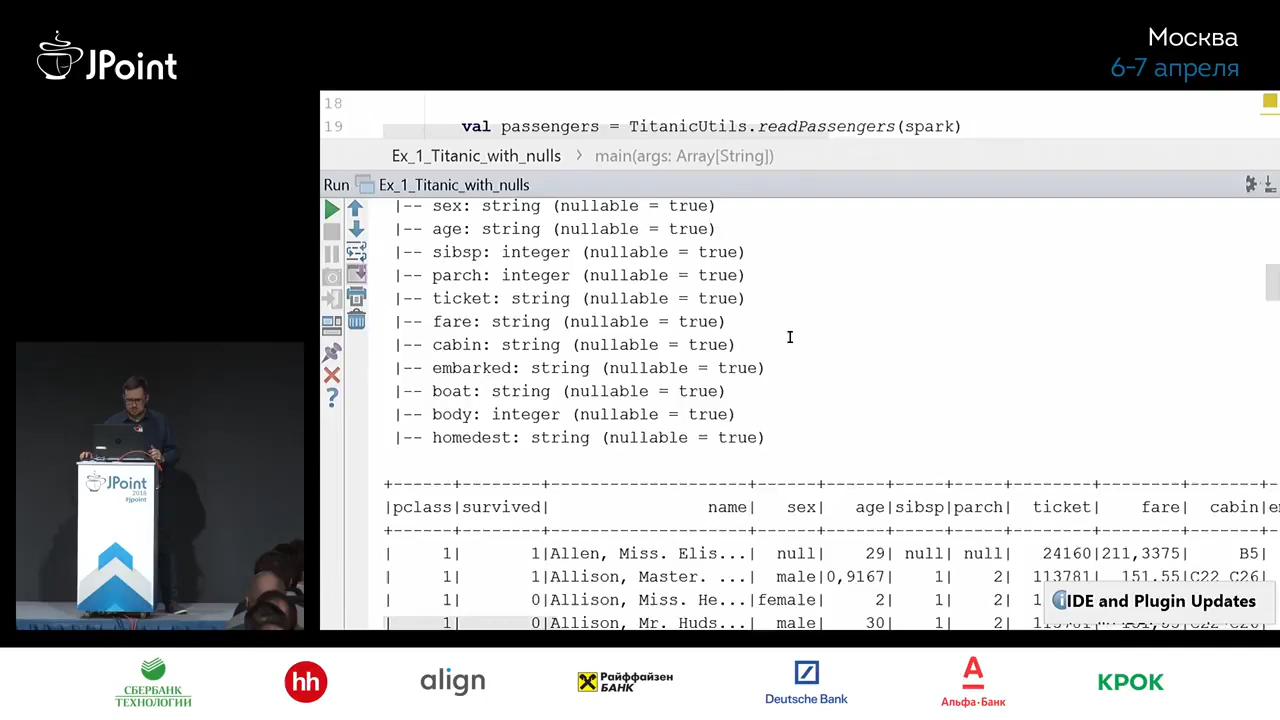 JPoint
Москва
6-7 апреля
18
19 val passengers = TitanicUtils.readPassengers(spark)
Ex_1_Titanic_with_nulls > main(args: Array[String])
Run Ex_1_Titanic_with_nulls
|-- sex: string (nullable = true)
|-- age: string (nullable = true)
|-- sibsp: integer (nullable = true)
|-- parch: integer (nullable = true)
|-- ticket: string (nullable = true)
|-- fare: string (nullable = true)
|-- cabin: string (nullable = true)
|-- embarked: string (nullable = true)
|-- boat: string (nullable = true)
|-- body: integer (nullable = true)
|-- homedest: string (nullable = true)
|pclass|survived| name| sex| age|sibsp|parch| ticket| fare| cabin|
| 1| 1|Allen, Miss. Elis...| null| 29| null| null| 24160|211,3375| B5|
| 1| 1|Allison, Master. ...| male|0,9167| 1| 2| 113781| 151,55|C22 C26|
| 1| 0|Allison, Miss. He...|female| 2| 1| 2|
| 1| 0|Allison, Mr. Huds...| male| 30| 1| 2|
IDE and Plugin Updates
JPoint
2018
#jpoint
СБЕРБАНК
ТЕХНОЛОГИИ
hh
align
Райффайзен
БАНК
Deutsche Bank
Альфа·Банк
КРОК